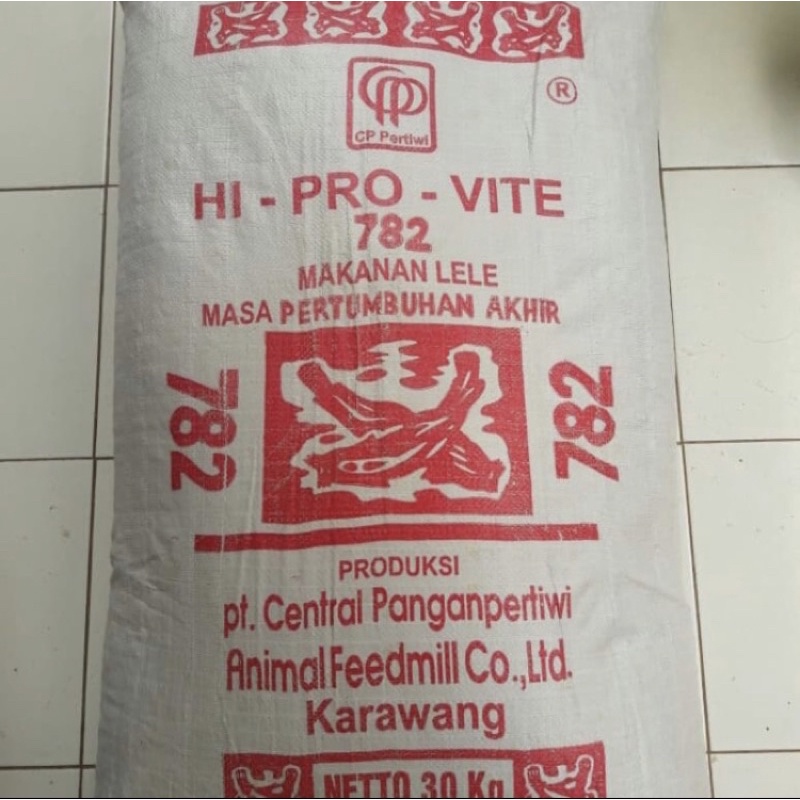 CP Pertiwi
®
HI - PRO - VITE
782
MAKANAN LELE
MASA PERTUMBUHAN AKHIR
782
782
PRODUKSI
pt. Central Panganpertiwi
Animal Feedmill Co.,Ltd.
Karawang
NETTO 30 Kg